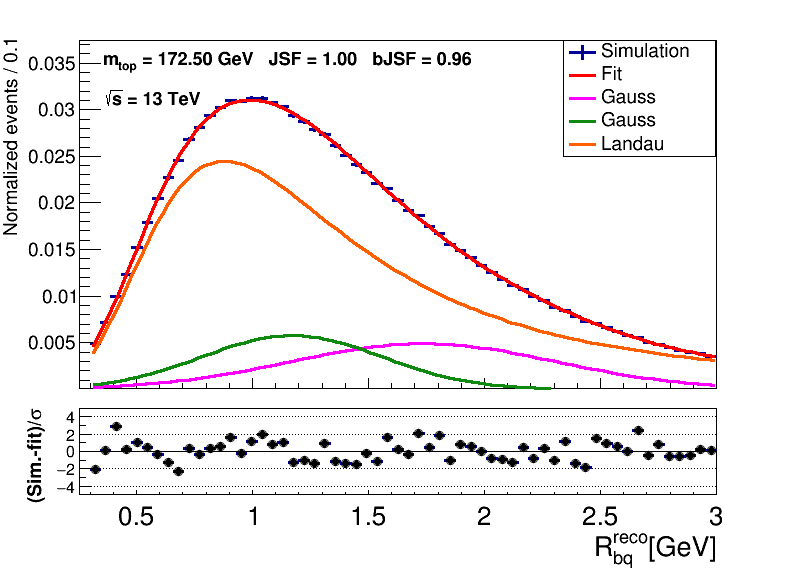 Normalized events / 0.1
m_top = 172.50 GeV JSF = 1.00 bJSF = 0.96
√s = 13 TeV
Simulation
Fit
Gauss
Gauss
Landau
0.035
0.03
0.025
0.02
0.015
0.01
0.005
(Sim.-fit)/σ
4
2
0
−2
−4
0.5 1 1.5 2 2.5 3
R_bq^reco[GeV]